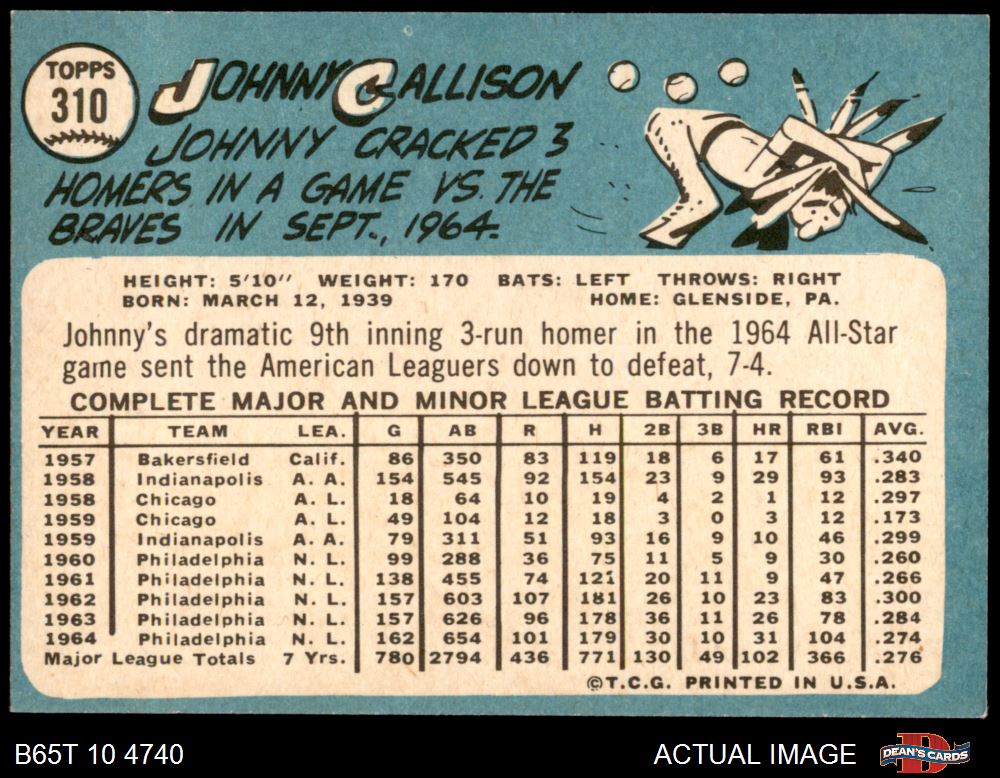 TOPPS
310
JOHNNY CALLISON
JOHNNY CRACKED 3
HOMERS IN A GAME VS. THE
BRAVES IN SEPT., 1964.
HEIGHT: 5'10" WEIGHT: 170 BATS: LEFT THROWS: RIGHT
BORN: MARCH 12, 1939 HOME: GLENSIDE, PA.
Johnny's dramatic 9th inning 3-run homer in the 1964 All-Star
game sent the American Leaguers down to defeat, 7-4.
COMPLETE MAJOR AND MINOR LEAGUE BATTING RECORD
YEAR TEAM LEA. G AB R H 2B 3B HR RBI AVG.
1957 Bakersfield Calif. 86 350 83 119 18 6 17 61 .340
1958 Indianapolis A. A. 154 545 92 154 23 9 29 93 .283
1958 Chicago A. L. 18 64 10 19 4 2 1 12 .297
1959 Chicago A. L. 49 104 12 18 3 0 3 12 .173
1959 Indianapolis A. A. 79 311 51 93 16 9 10 46 .299
1960 Philadelphia N. L. 99 288 36 75 11 5 9 30 .260
1961 Philadelphia N. L. 138 455 74 121 20 11 9 47 .266
1962 Philadelphia N. L. 157 603 107 181 26 10 23 83 .300
1963 Philadelphia N. L. 157 626 96 178 36 11 26 78 .284
1964 Philadelphia N. L. 162 654 101 179 30 10 31 104 .274
Major League Totals 7 Yrs. 780 2794 436 771 130 49 102 366 .276
©T.C.G. PRINTED IN U.S.A.
B65T 10 4740
ACTUAL IMAGE
DEAN'S CARDS